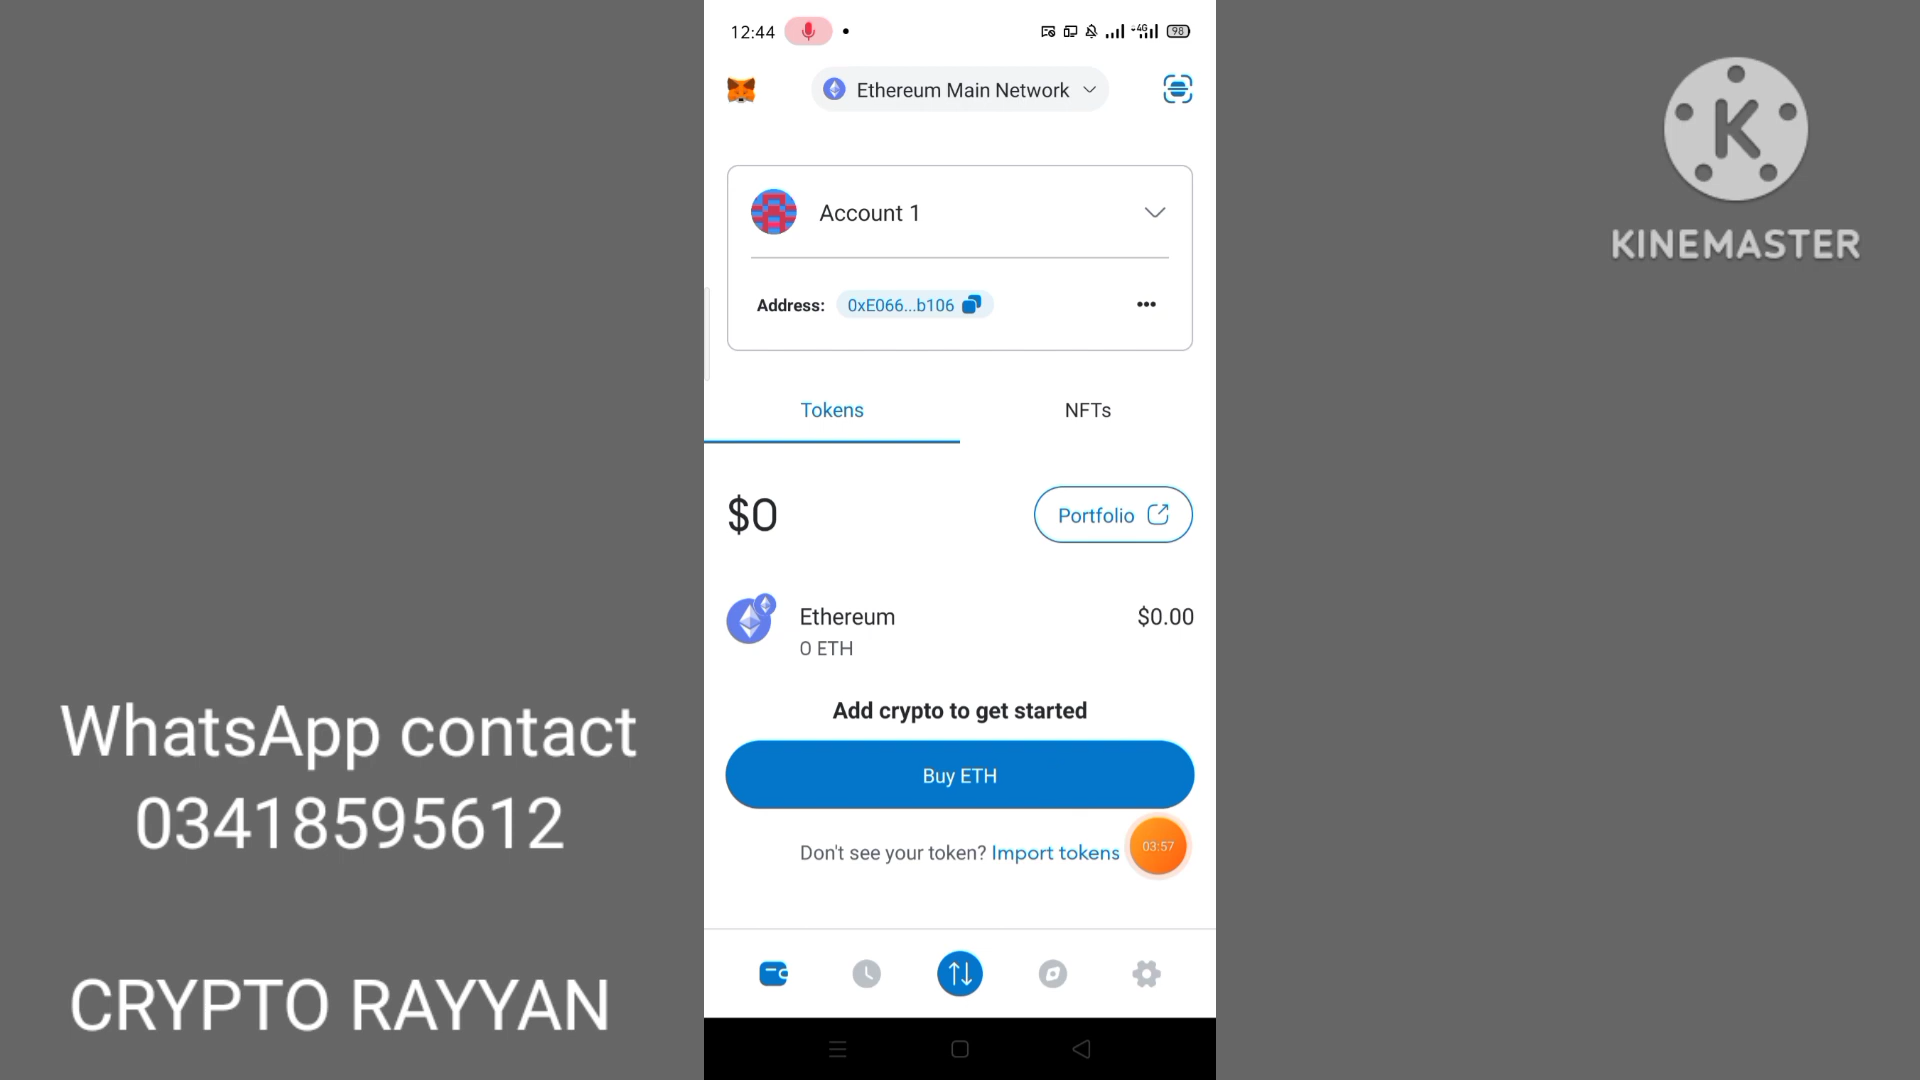 12:44
4G
98
Ethereum Main Network
K
KINEMASTER
Account 1
Address: 0xE066...b106
Tokens NFTs
$0 Portfolio
Ethereum $0.00
0 ETH
Add crypto to get started
Buy ETH
Don't see your token? Import tokens
03:57
WhatsApp contact
03418595612
CRYPTO RAYYAN